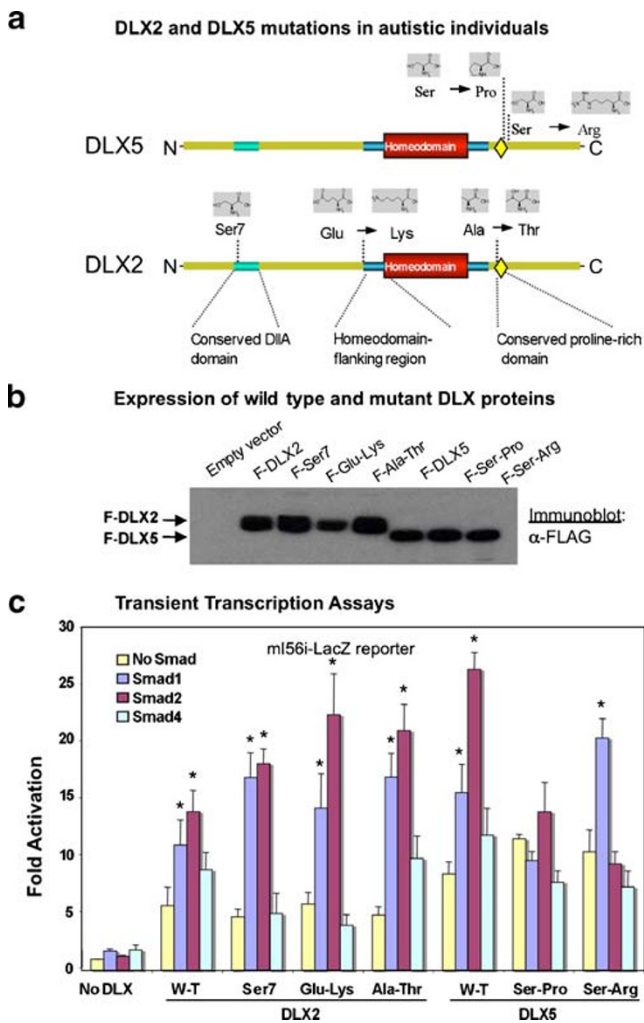 a
DLX2 and DLX5 mutations in autistic individuals
Ser Pro
Ser Arg
DLX5 N Homeodomain C
Ser7 Glu Lys Ala Thr
DLX2 N Homeodomain C
Conserved DllA domain
Homeodomain-flanking region
Conserved proline-rich domain
b
Expression of wild type and mutant DLX proteins
Empty vector
F-DLX2
F-Ser7
F-Glu-Lys
F-Ala-Thr
F-DLX5
F-Ser-Pro
F-Ser-Arg
F-DLX2
F-DLX5
Immunoblot:
α-FLAG
c
Transient Transcription Assays
mI56i-LacZ reporter
No Smad
Smad1
Smad2
Smad4
Fold Activation
30
25
20
15
10
5
0
* * * * * * * * * * *
No DLX W-T Ser7 Glu-Lys Ala-Thr W-T Ser-Pro Ser-Arg
DLX2 DLX5